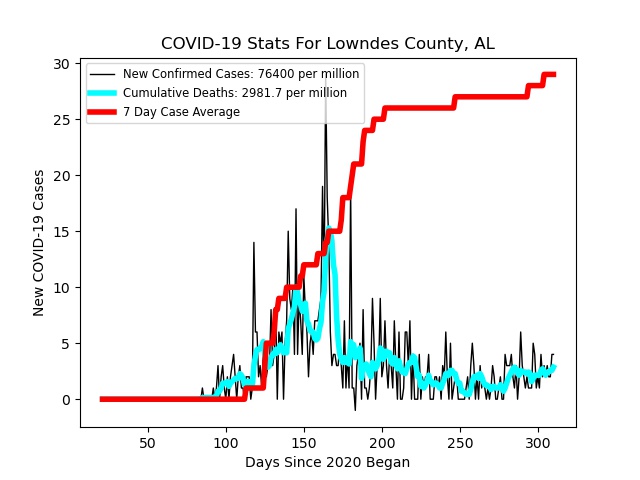 COVID-19 Stats For Lowndes County, AL
New Confirmed Cases: 76400 per million
Cumulative Deaths: 2981.7 per million
7 Day Case Average
New COVID-19 Cases
30
25
20
15
10
5
0
50 100 150 200 250 300
Days Since 2020 Began